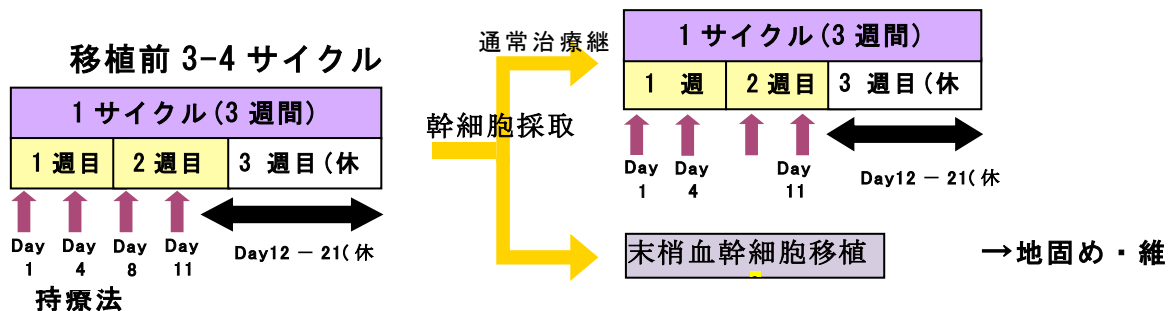 移植前3-4サイクル
1サイクル(3週間)
1週目 2週目 3 週目(休
Day 1 Day 4 Day 8 Day 11
Day12 － 21(休
幹細胞採取
通常治療継
1サイクル(3週間)
1 週 2週目 3 週目(休
Day 1 Day 4 Day 11
Day12 － 21(休
末梢血幹細胞移植
→地固め・維
持療法